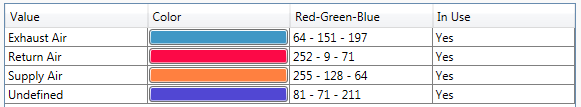 Value Color Red-Green-Blue In Use
Exhaust Air 64 - 151 - 197 Yes
Return Air 252 - 9 - 71 Yes
Supply Air 255 - 128 - 64 Yes
Undefined 81 - 71 - 211 Yes